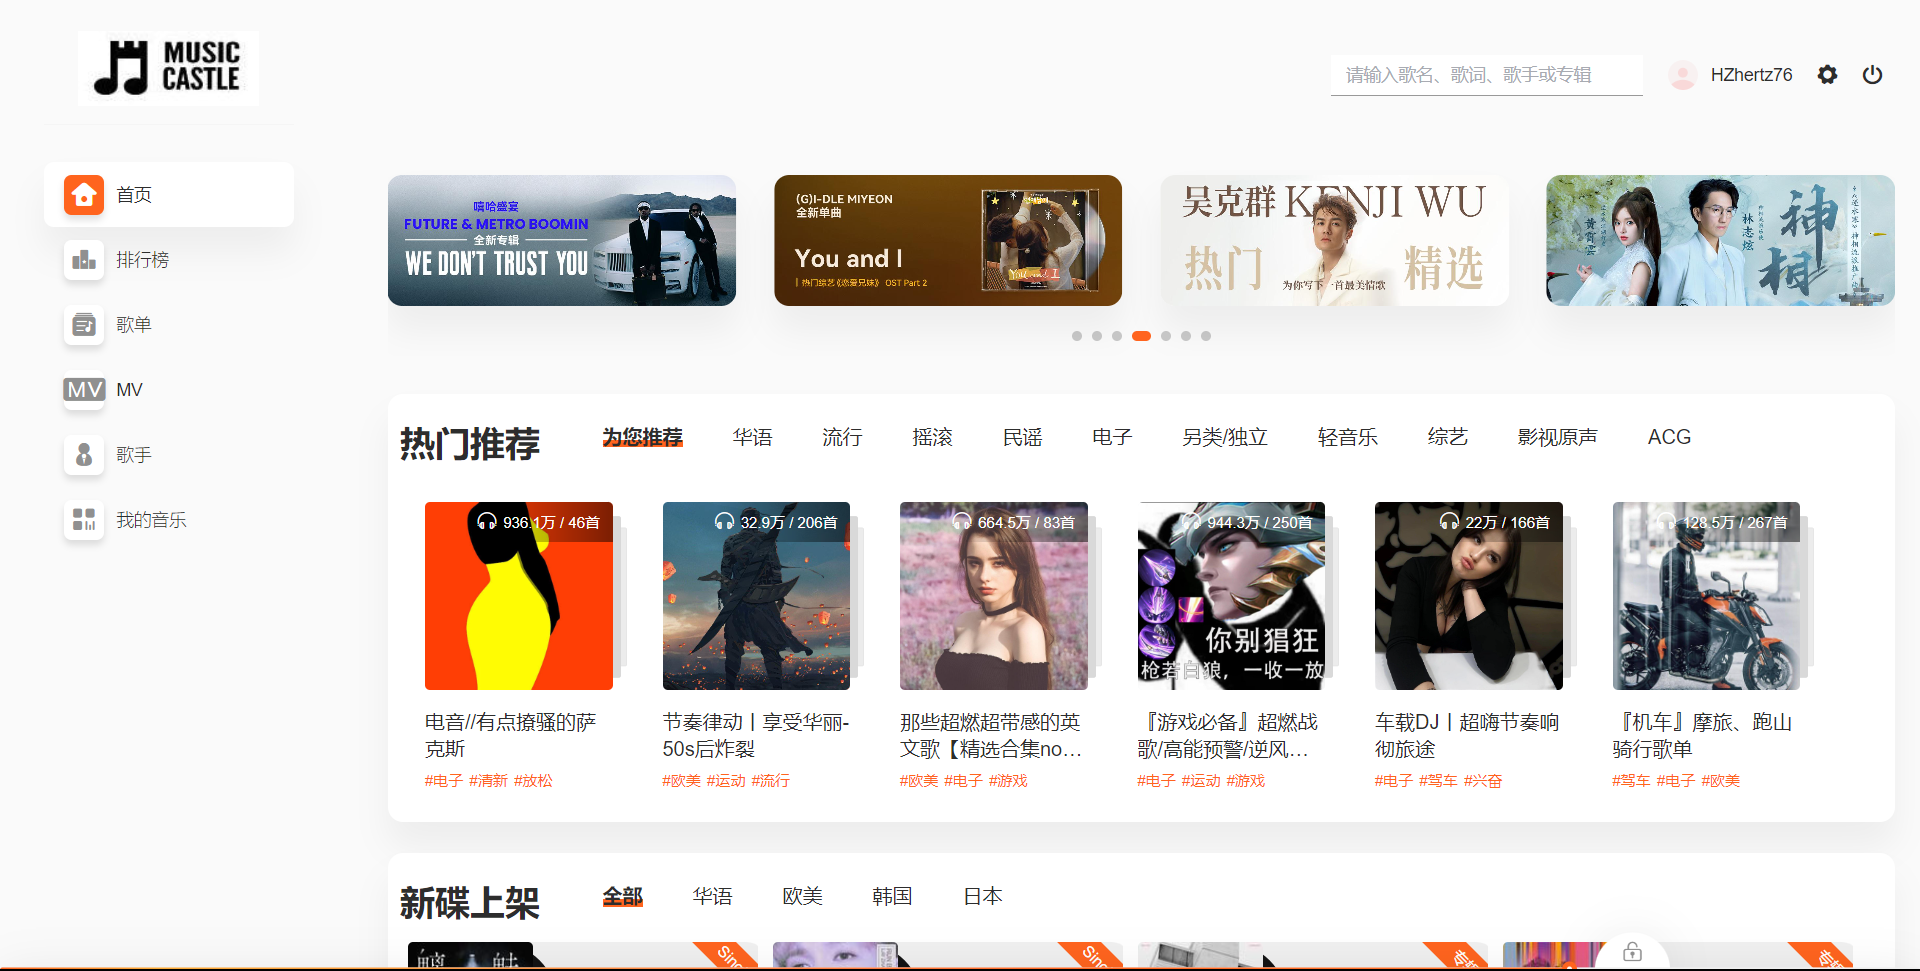 MUSIC
CASTLE
请输入歌名、歌词、歌手或专辑
HZhertz76
首页
排行榜
歌单
MV
MV
歌手
我的音乐
嘻哈盛宴
FUTURE & METRO BOOMIN
全新专辑
WE DON'T TRUST YOU
(G)I-DLE MIYEON
全新单曲
You and I
热门综艺《恋爱兄妹》 OST Part 2
You and I
吴克群 KENJI WU
热门 精选
为你写下一首最美情歌
黄霄雲
林志炫
神相
热门推荐
为您推荐 华语 流行 摇滚 民谣 电子 另类/独立 轻音乐 综艺 影视原声 ACG
936.1万 / 46首
32.9万 / 206首
664.5万 / 83首
944.3万 / 250首
22万 / 166首
128.5万 / 267首
你别猖狂
枪若白狼，一收一放
电音//有点撩骚的萨
克斯
#电子 #清新 #放松
节奏律动丨享受华丽-
50s后炸裂
#欧美 #运动 #流行
那些超燃超带感的英
文歌【精选合集no...
#欧美 #电子 #游戏
『游戏必备』超燃战
歌/高能预警/逆风...
#电子 #运动 #游戏
车载DJ丨超嗨节奏响
彻旅途
#电子 #驾车 #兴奋
『机车』摩旅、跑山
骑行歌单
#驾车 #电子 #欧美
新碟上架
全部 华语 欧美 韩国 日本